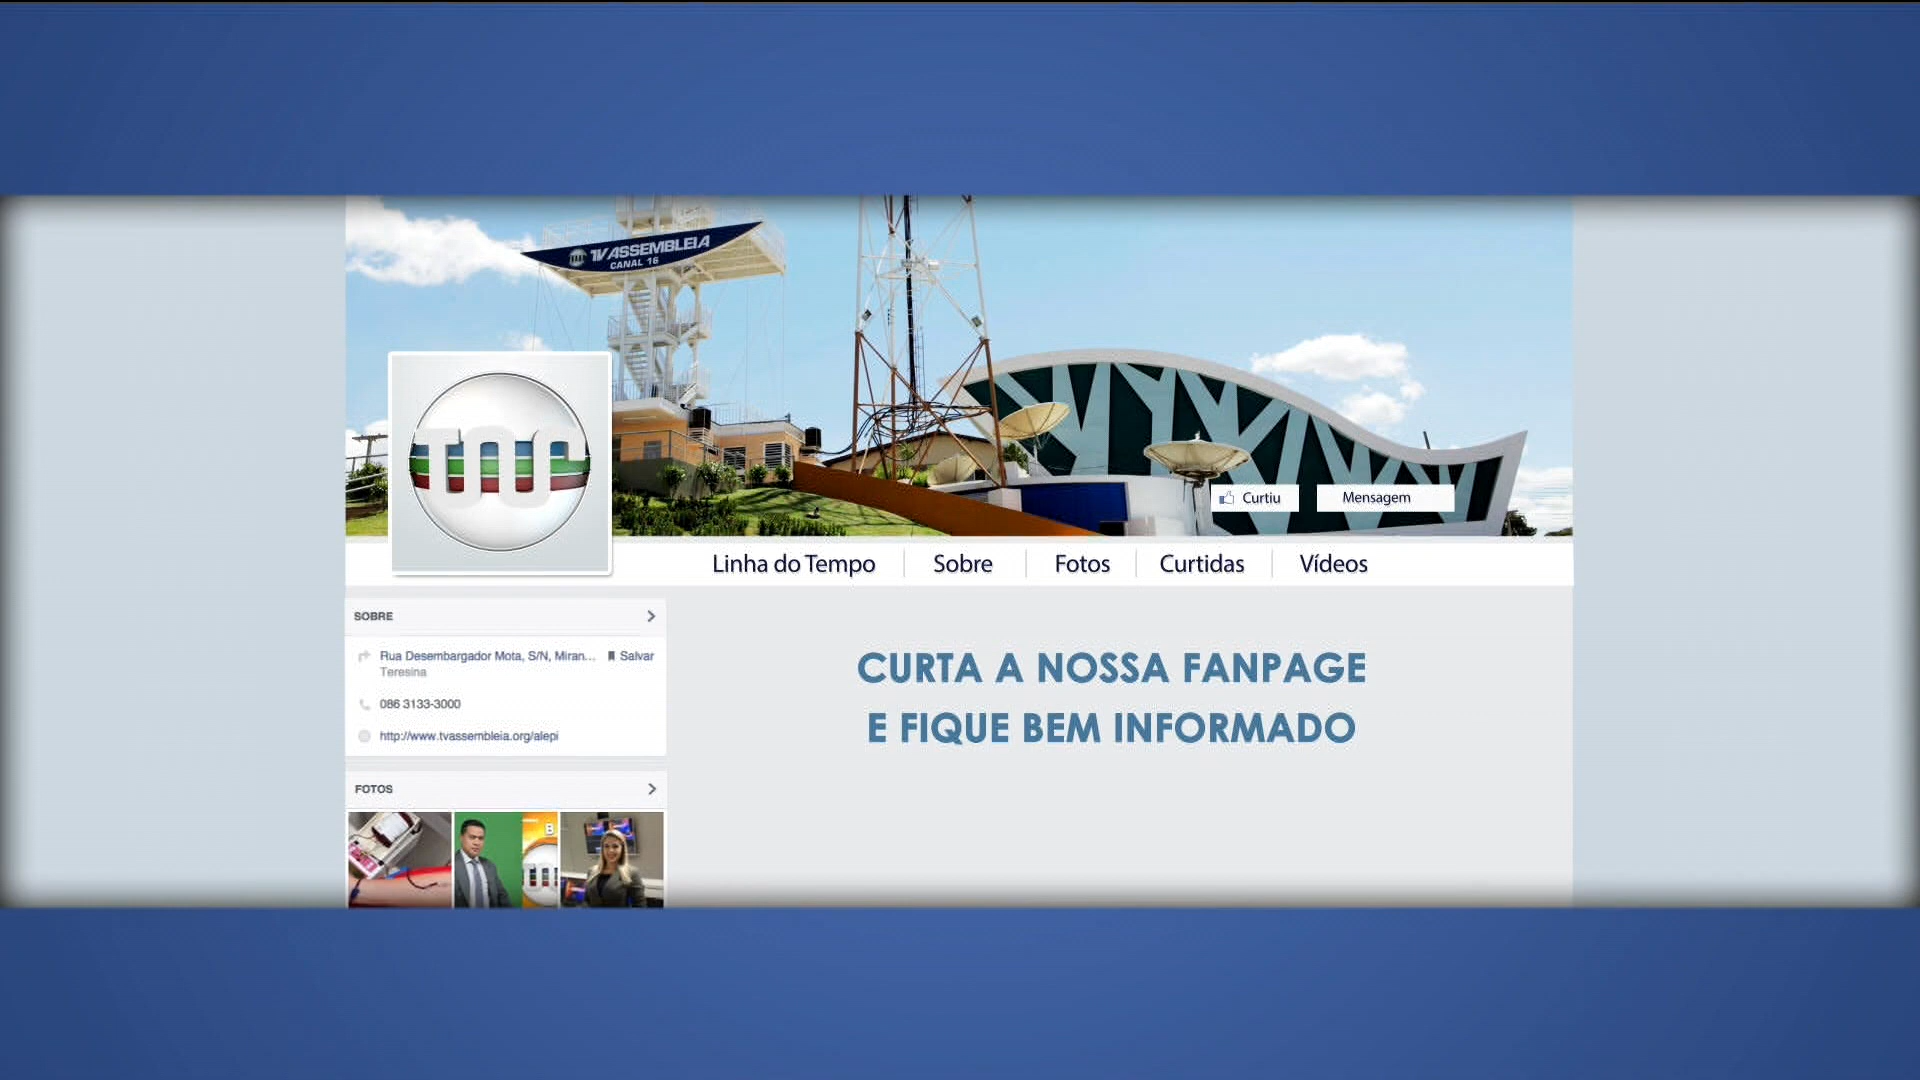 TV ASSEMBLEIA
CANAL 16
Curtiu
Mensagem
Linha do Tempo
Sobre
Fotos
Curtidas
Vídeos
SOBRE
Rua Desembargador Mota, S/N, Miran...
Salvar
Teresina
086 3133-3000
http://www.tvassembleia.org/alepi
FOTOS
CURTA A NOSSA FANPAGE
E FIQUE BEM INFORMADO